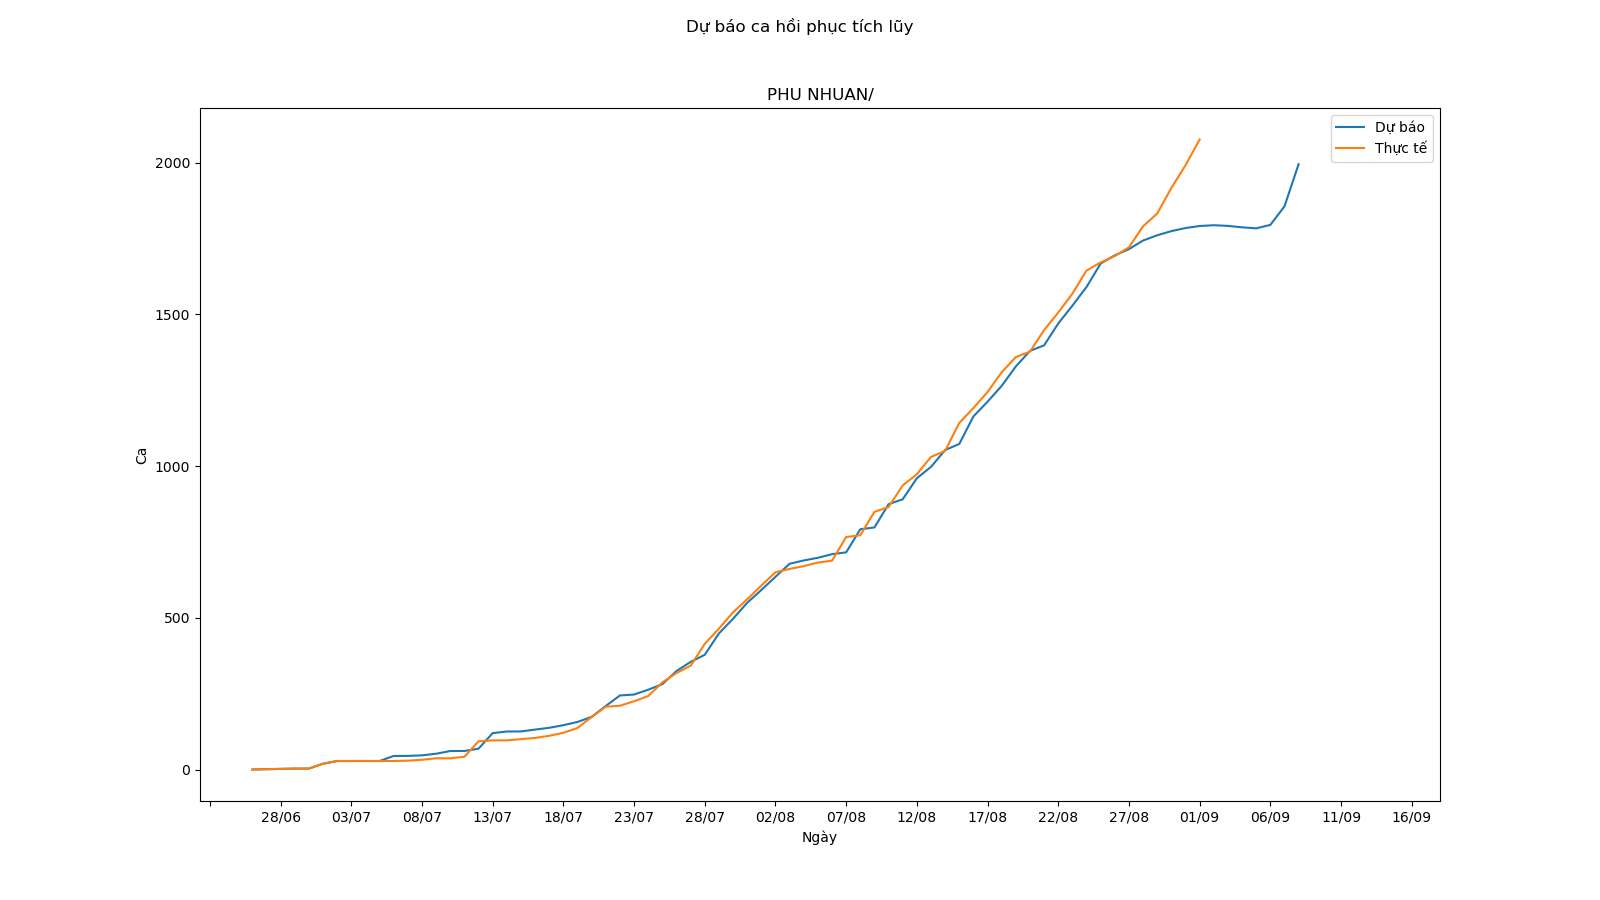 Dự báo ca hồi phục tích lũy
PHU NHUAN/
Dự báo
Thực tế
2000
1500
1000
500
0
Ca
28/06 03/07 08/07 13/07 18/07 23/07 28/07 02/08 07/08 12/08 17/08 22/08 27/08 01/09 06/09 11/09 16/09
Ngày